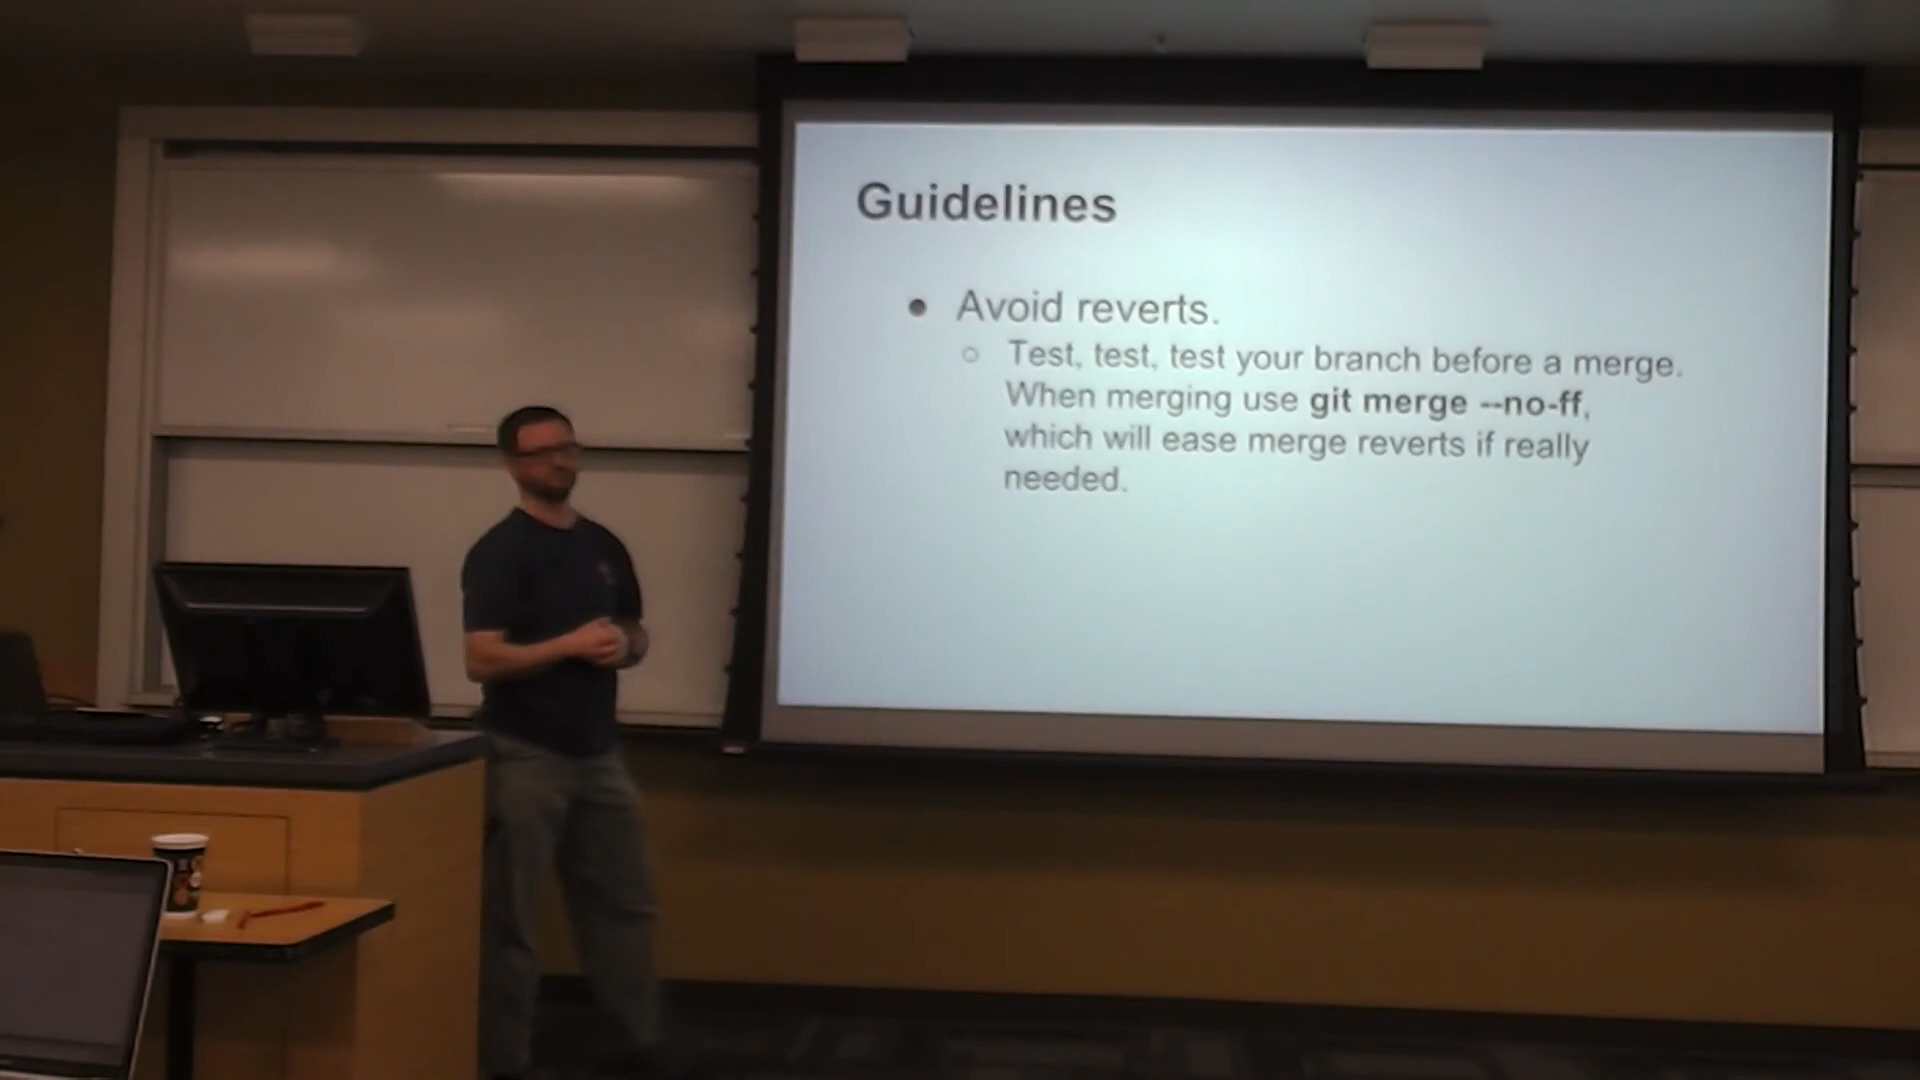 Guidelines
● Avoid reverts.
○ Test, test, test your branch before a merge.
When merging use git merge --no-ff,
which will ease merge reverts if really
needed.